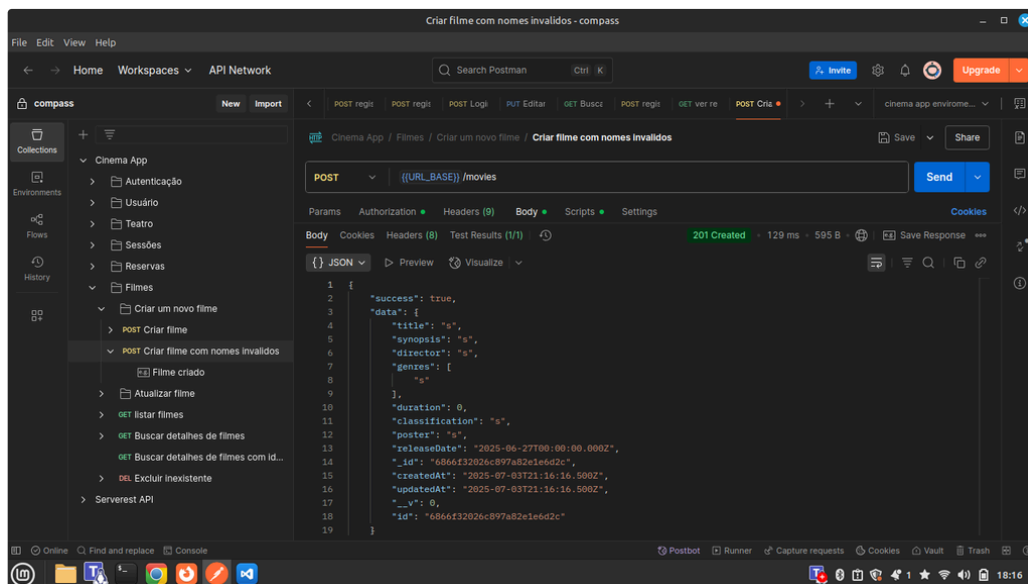 Criar filme com nomes invalidos - compass
File Edit View Help
Home Workspaces API Network Search Postman Ctrl K Invite Upgrade
compass New Import POST regis POST regis POST Logi PUT Editar GET Busca POST regis GET ver re POST Cria cinema app envirome...
Collections
Environments
Flows
History
Cinema App
Autenticação
Usuário
Teatro
Sessões
Reservas
Filmes
Criar um novo filme
POST Criar filme
POST Criar filme com nomes invalidos
Filme criado
Atualizar filme
GET listar filmes
GET Buscar detalhes de filmes
GET Buscar detalhes de filmes com id...
DEL Excluir inexistente
Serverest API
Cinema App / Filmes / Criar um novo filme / Criar filme com nomes invalidos Save Share
POST {{URL_BASE}} /movies Send
Params Authorization Headers (9) Body Scripts Settings Cookies
Body Cookies Headers (8) Test Results (1/1) 201 Created 129 ms 595 B Save Response
{} JSON Preview Visualize
1 {
2 "success": true,
3 "data": {
4 "title": "s",
5 "synopsis": "s",
6 "director": "s",
7 "genres": [
8 "s"
9 ],
10 "duration": 0,
11 "classification": "s",
12 "poster": "s",
13 "releaseDate": "2025-06-27T00:00:00.000Z",
14 "_id": "6866f32026c897a82e1e6d2c",
15 "createdAt": "2025-07-03T21:16:16.500Z",
16 "updatedAt": "2025-07-03T21:16:16.500Z",
17 "__v": 0,
18 "id": "6866f32026c897a82e1e6d2c"
19 }
Online Find and replace Console Postbot Runner Capture requests Cookies Vault Trash
1 18:16